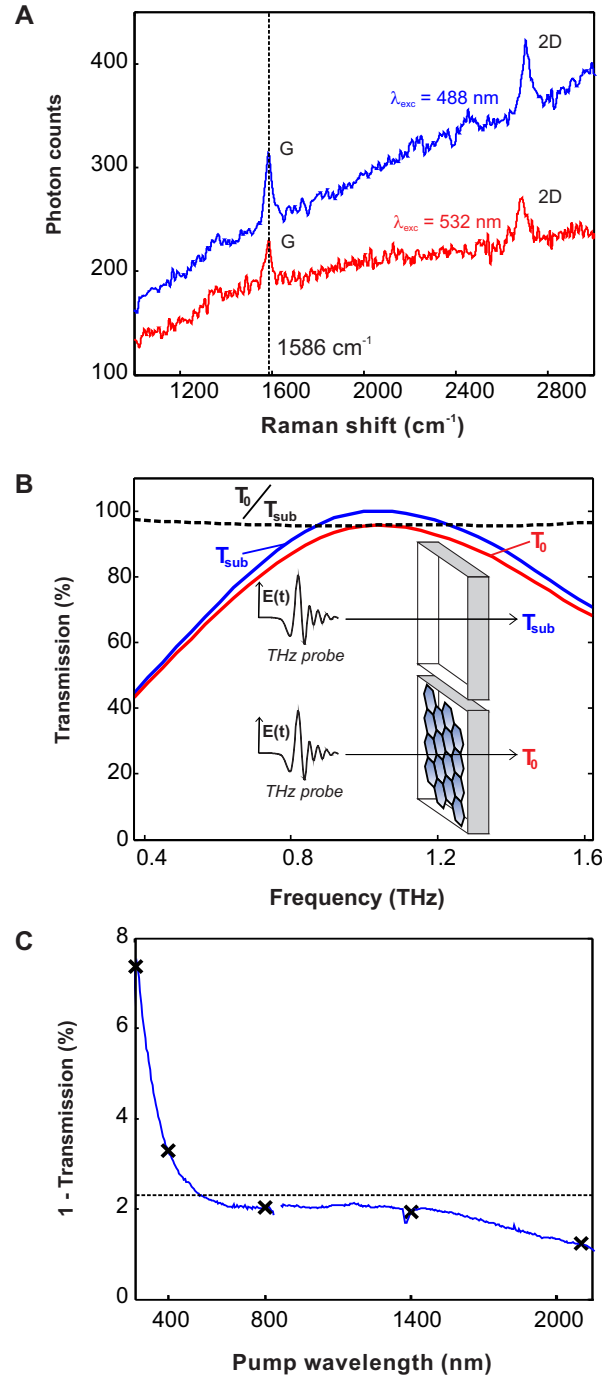 A
400
300
200
100
Photon counts
2D
λexc = 488 nm
G
2D
λexc = 532 nm
G
1586 cm-1
1200
1600
2000
2400
2800
Raman shift (cm-1)
B
100
80
60
40
20
0
Transmission (%)
T0/Tsub
Tsub
T0
E(t)
THz probe
Tsub
E(t)
THz probe
T0
0.4
0.8
1.2
1.6
Frequency (THz)
C
8
6
4
2
0
1 - Transmission (%)
400
800
1400
2000
Pump wavelength (nm)